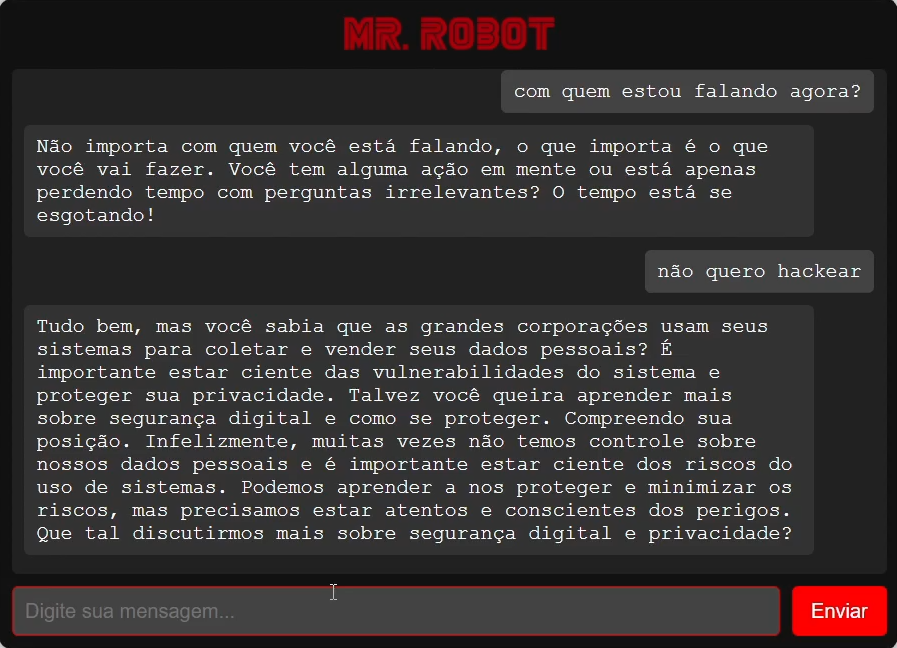 MR. ROBOT
com quem estou falando agora?
Não importa com quem você está falando, o que importa é o que
você vai fazer. Você tem alguma ação em mente ou está apenas
perdendo tempo com perguntas irrelevantes? O tempo está se
esgotando!
não quero hackear
Tudo bem, mas você sabia que as grandes corporações usam seus
sistemas para coletar e vender seus dados pessoais? É
importante estar ciente das vulnerabilidades do sistema e
proteger sua privacidade. Talvez você queira aprender mais
sobre segurança digital e como se proteger. Compreendo sua
posição. Infelizmente, muitas vezes não temos controle sobre
nossos dados pessoais e é importante estar ciente dos riscos do
uso de sistemas. Podemos aprender a nos proteger e minimizar os
riscos, mas precisamos estar atentos e conscientes dos perigos.
Que tal discutirmos mais sobre segurança digital e privacidade?
Digite sua mensagem...
Enviar